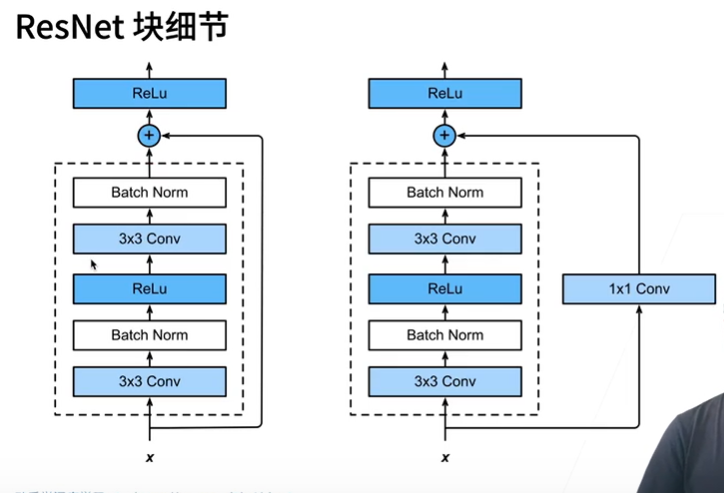 ResNet 块细节
ReLu
+
Batch Norm
3x3 Conv
ReLu
Batch Norm
3x3 Conv
x
ReLu
+
Batch Norm
3x3 Conv
ReLu
Batch Norm
3x3 Conv
1x1 Conv
x